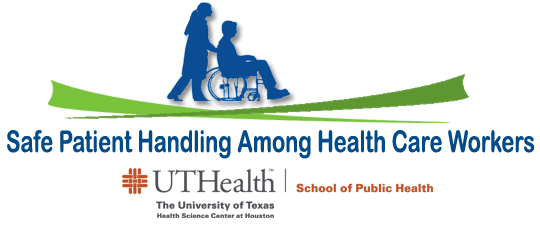 Safe Patient Handling Among Health Care Workers
UTHealth™ School of Public Health
The University of Texas
Health Science Center at Houston